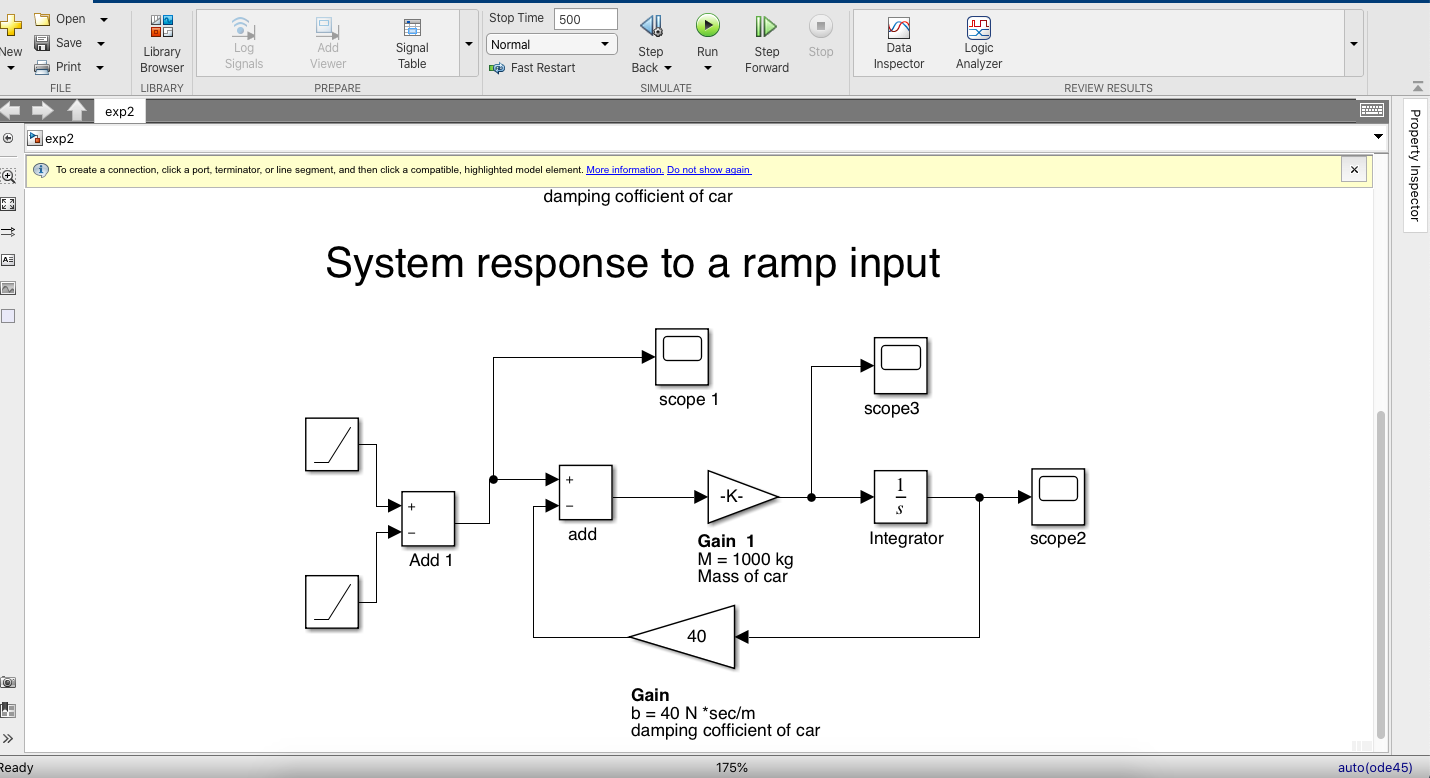 Open
Save
Print
New
FILE
Library
Browser
LIBRARY
Log
Signals
Add
Viewer
Signal
Table
PREPARE
Stop Time 500
Normal
Fast Restart
Step
Back
Run
Step
Forward
Stop
SIMULATE
Data
Inspector
Logic
Analyzer
REVIEW RESULTS
exp2
exp2
Property Inspector
To create a connection, click a port, terminator, or line segment, and then click a compatible, highlighted model element. More information. Do not show again.
damping cofficient of car
System response to a ramp input
scope 1
scope3
+
−
Add 1
+
−
add
-K-
Gain 1
M = 1000 kg
Mass of car
1
s
Integrator
scope2
40
Gain
b = 40 N *sec/m
damping cofficient of car
Ready
175%
auto(ode45)